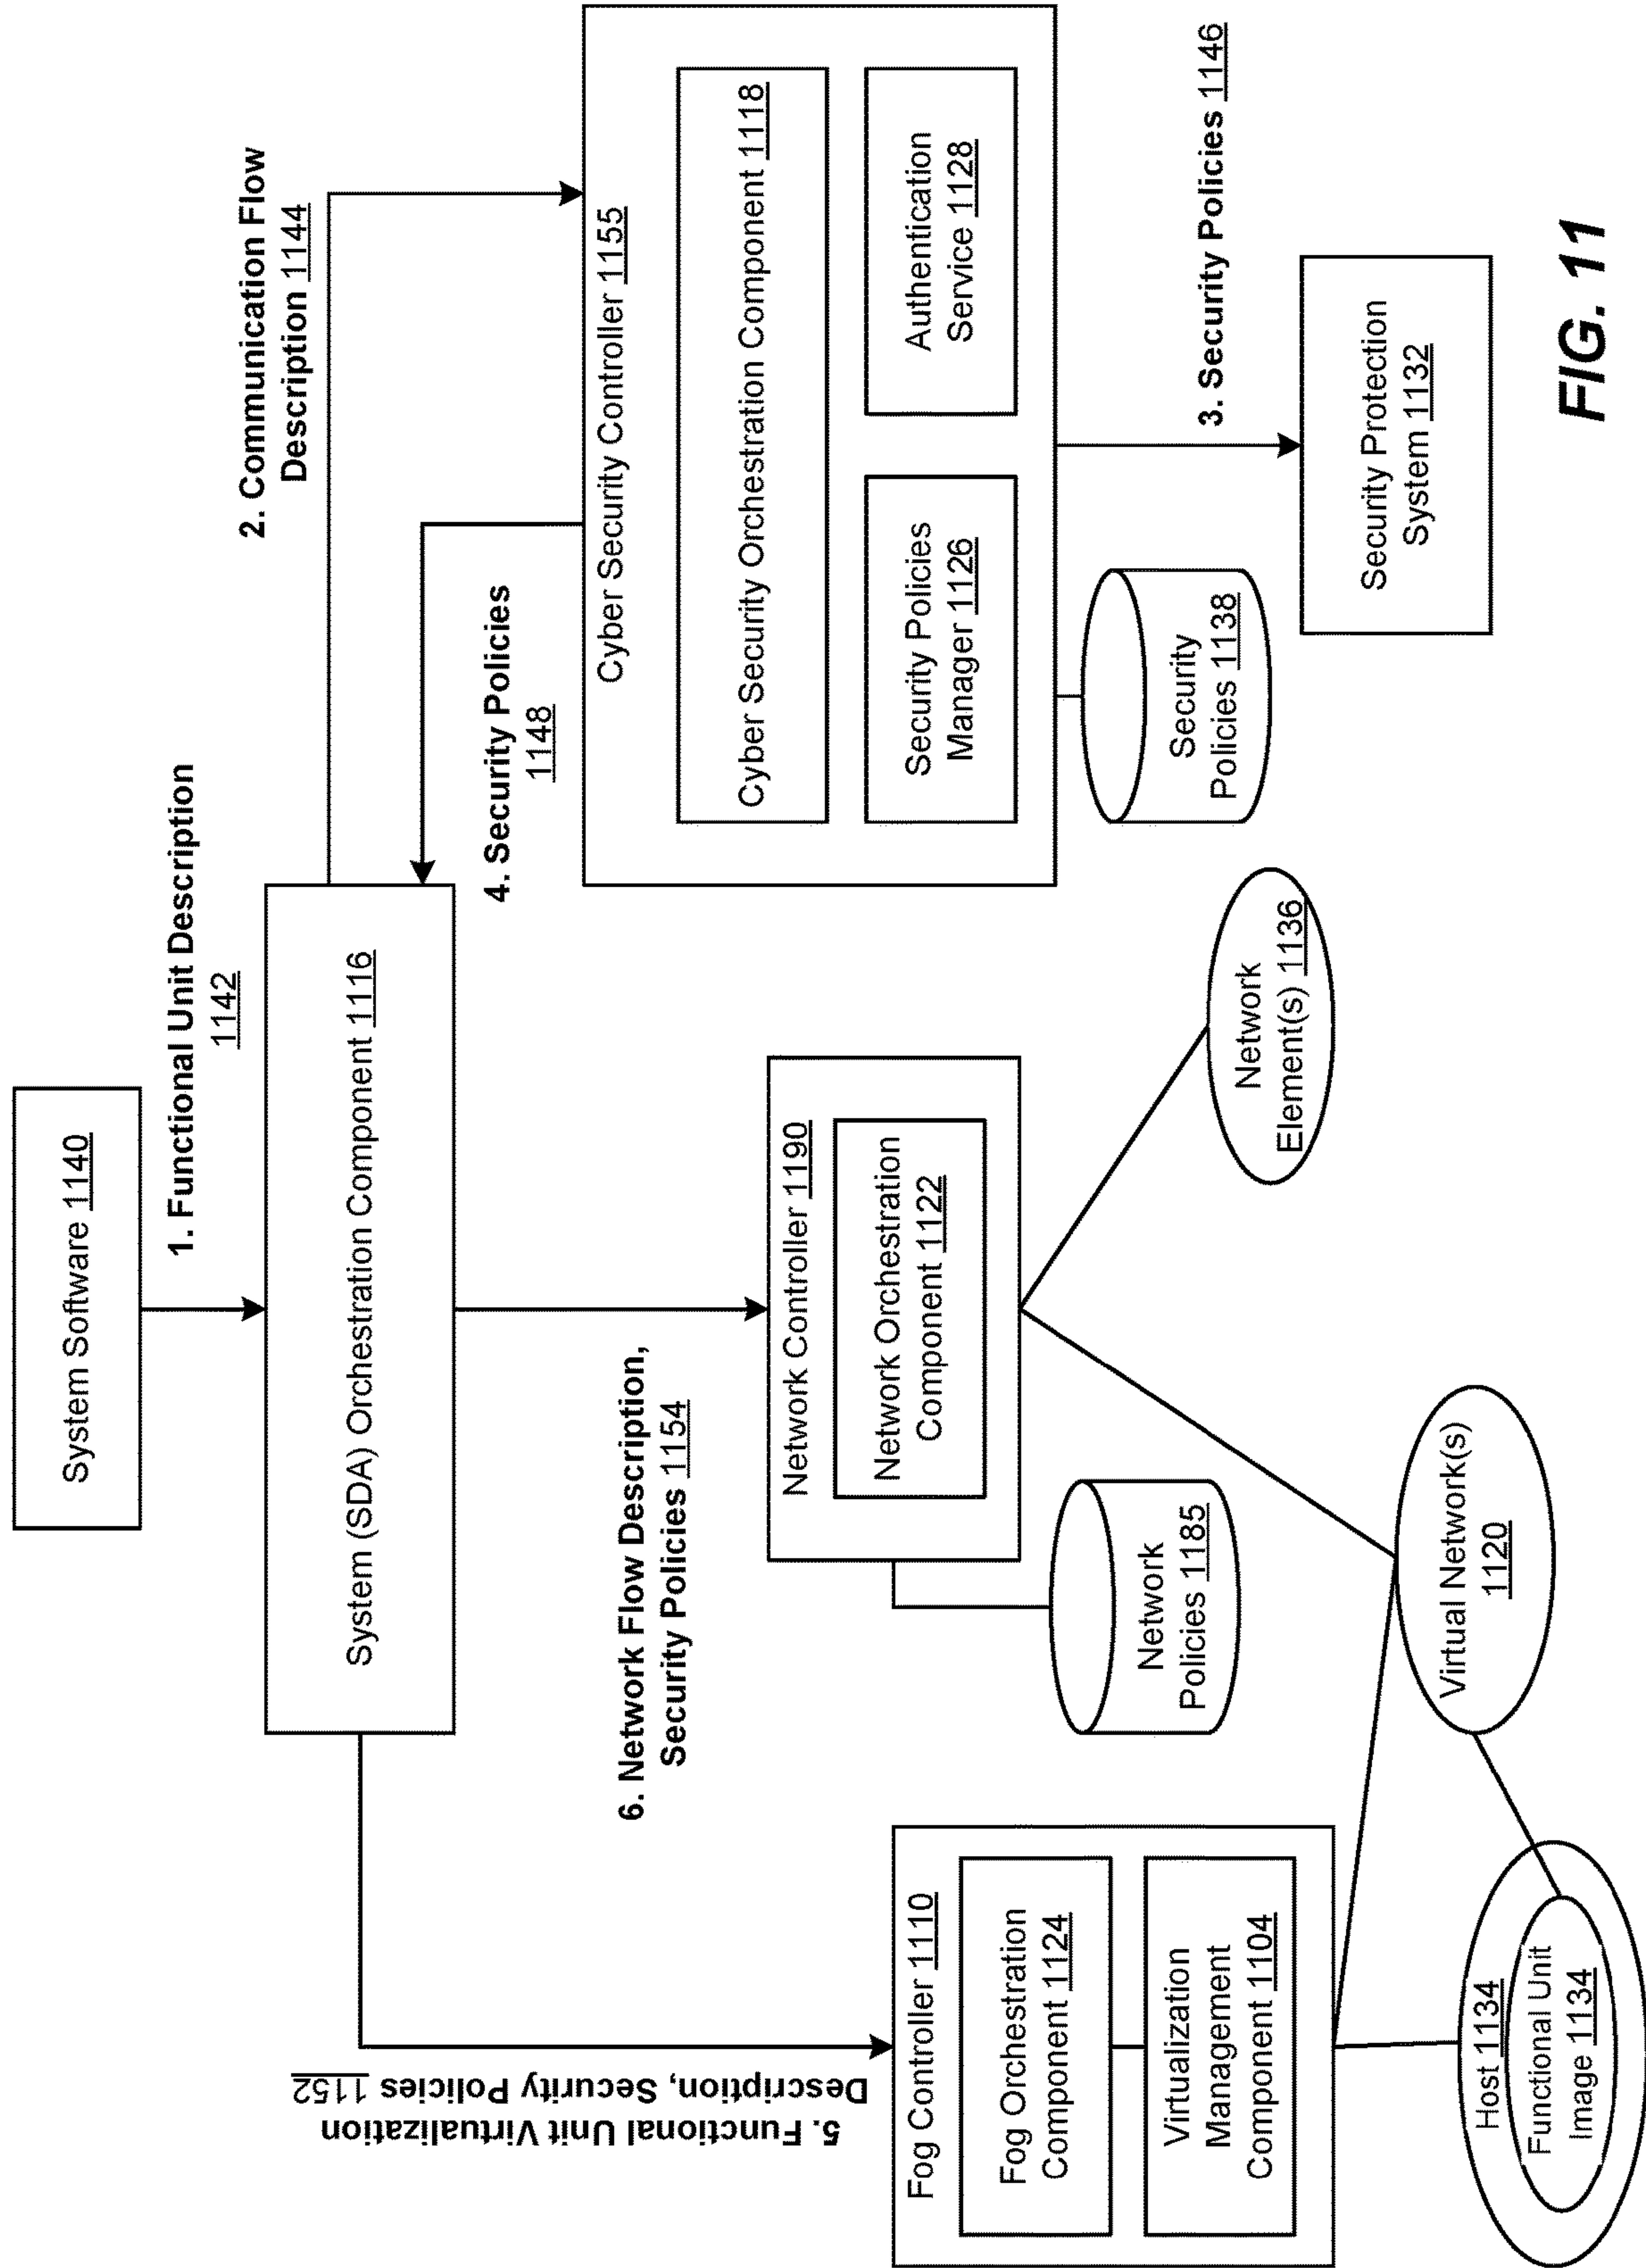 System Software 1140
1. Functional Unit Description
1142
System (SDA) Orchestration Component 1116
2. Communication Flow
Description 1144
4. Security Policies
1148
Cyber Security Controller 1155
Cyber Security Orchestration Component 1118
Security Policies
Manager 1126
Authentication
Service 1128
Security
Policies 1138
3. Security Policies 1146
Security Protection
System 1132
5. Functional Unit Virtualization
Description, Security Policies 1152
6. Network Flow Description,
Security Policies 1154
Network Controller 1190
Network Orchestration
Component 1122
Network
Policies 1185
Network
Element(s) 1136
Fog Controller 1110
Fog Orchestration
Component 1124
Virtualization
Management
Component 1104
Virtual Network(s)
1120
Host 1134
Functional Unit
Image 1134
FIG. 11